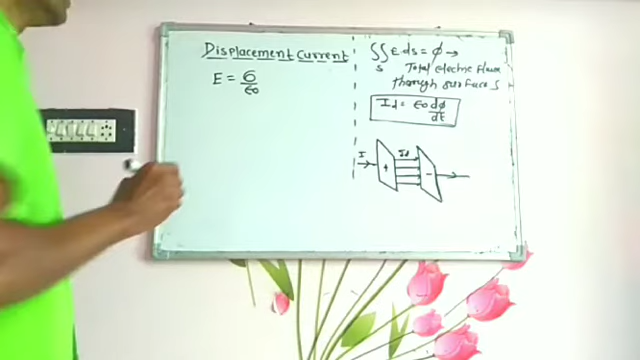 Displacement Current
E = σ/ε0
∫∫ E.ds = ϕ →
S
Total electric Flux
through surface S
Id = ε0 dϕ/dt
I
Id
+
-